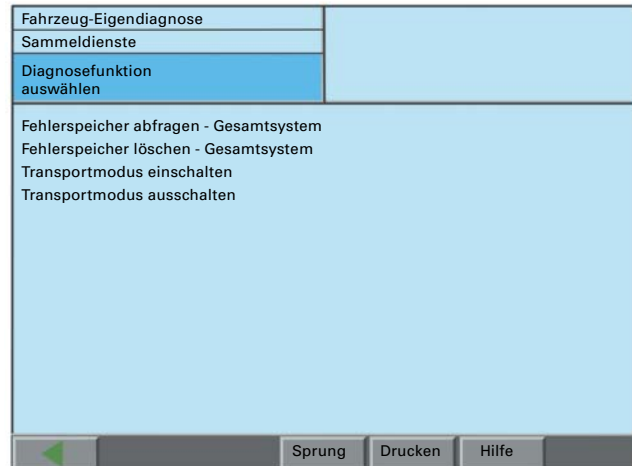 Fahrzeug-Eigendiagnose
Sammeldienste
Diagnosefunktion
auswählen
Fehlerspeicher abfragen - Gesamtsystem
Fehlerspeicher löschen - Gesamtsystem
Transportmodus einschalten
Transportmodus ausschalten
Sprung Drucken Hilfe